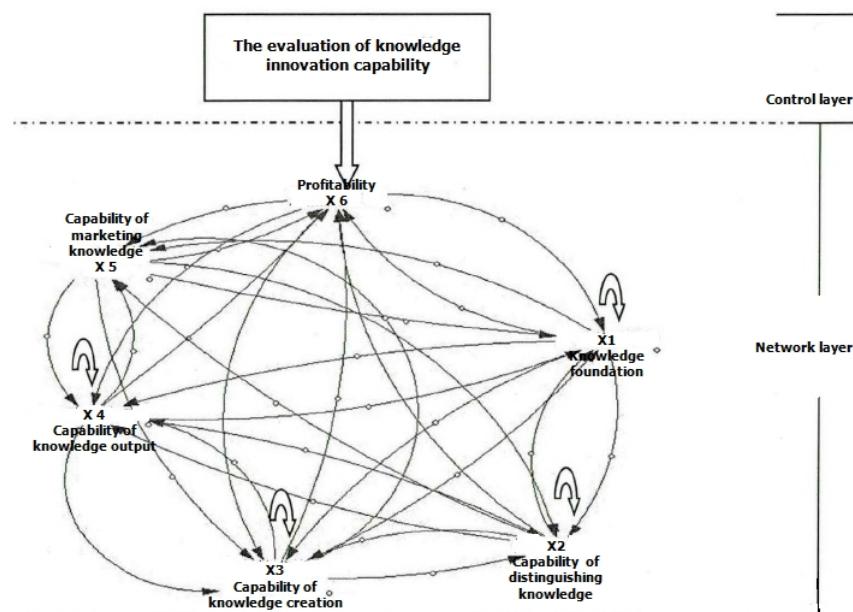 The evaluation of knowledge
innovation capability
Control layer
Profitability
X 6
Capability of
marketing
knowledge
X 5
X1
Knowledge
foundation
Network layer
X 4
Capability of
knowledge output
X2
Capability of
distinguishing
knowledge
X3
Capability of
knowledge creation